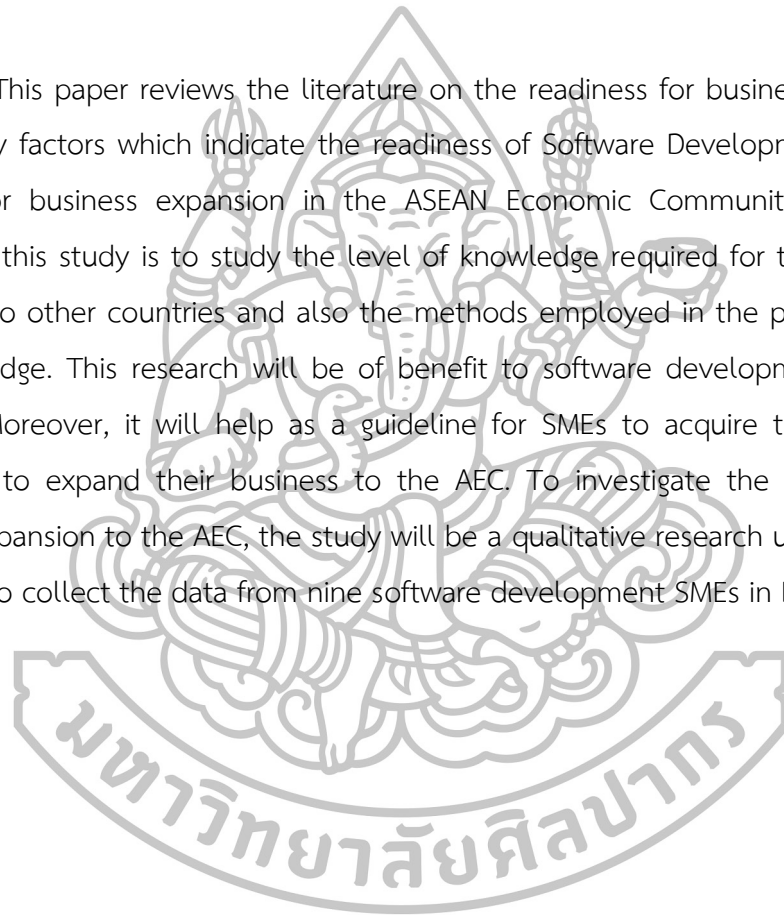 This paper reviews the literature on the readiness for busine
factors which indicate the readiness of Software Developn
business expansion in the ASEAN Economic Communit
this study is to study the level of knowledge required for t
o other countries and also the methods employed in the p
dge. This research will be of benefit to software developn
Moreover, it will help as a guideline for SMEs to acquire t
to expand their business to the AEC. To investigate the
pansion to the AEC, the study will be a qualitative research u
o collect the data from nine software development SMEs in
มหาวิทยาลัยศิลปากร